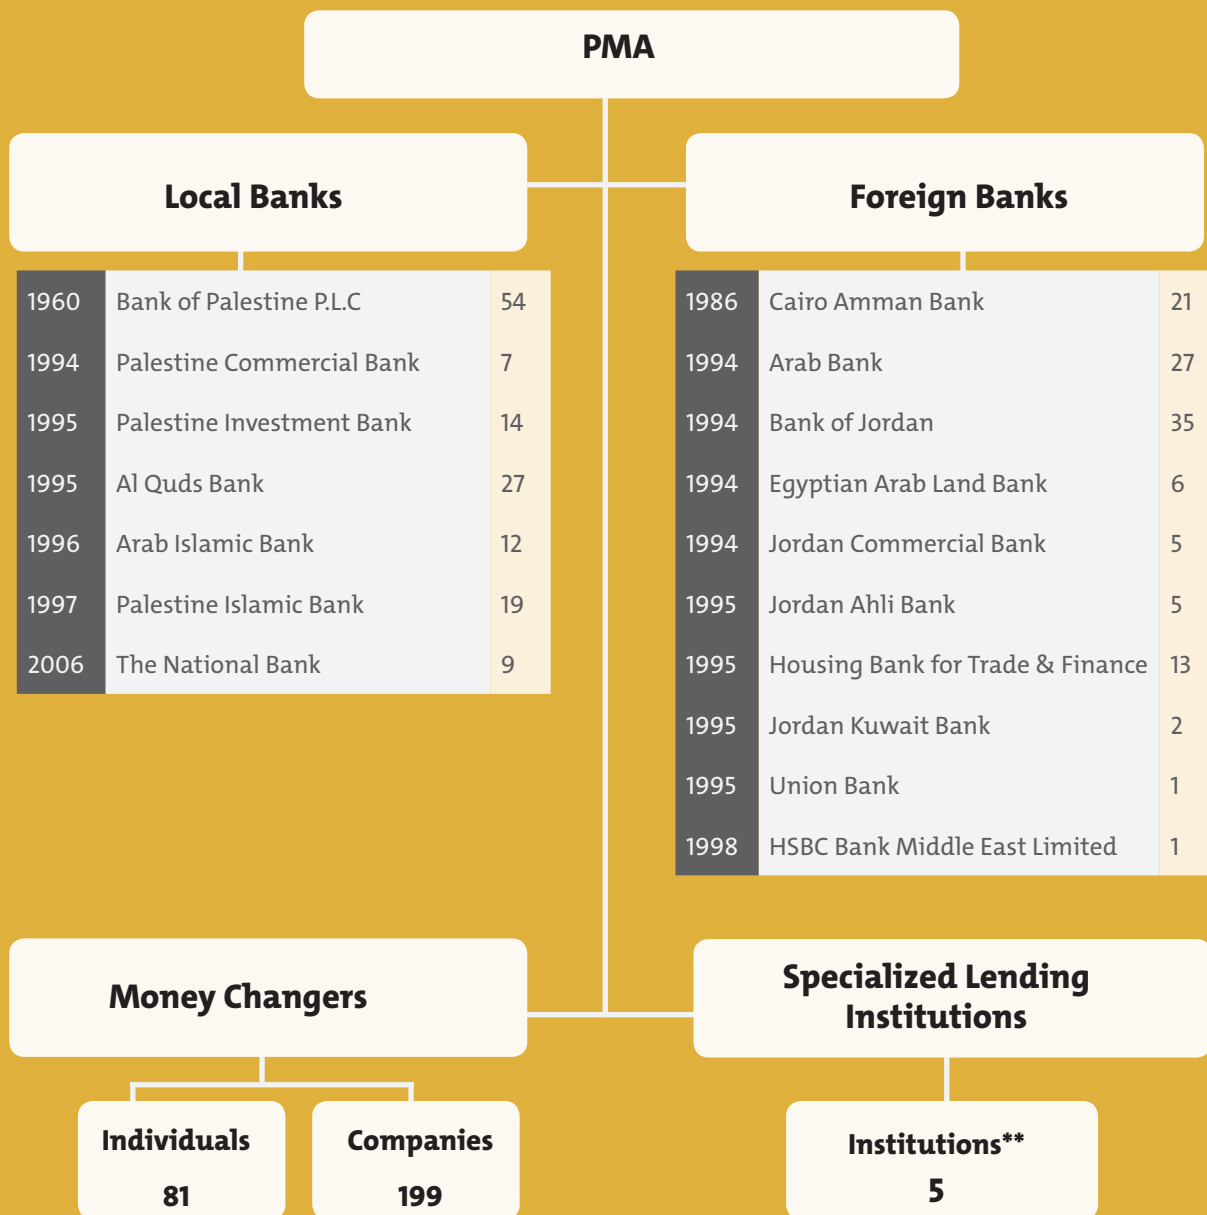 PMA
Local Banks
1960 Bank of Palestine P.L.C 54
1994 Palestine Commercial Bank 7
1995 Palestine Investment Bank 14
1995 Al Quds Bank 27
1996 Arab Islamic Bank 12
1997 Palestine Islamic Bank 19
2006 The National Bank 9
Foreign Banks
1986 Cairo Amman Bank 21
1994 Arab Bank 27
1994 Bank of Jordan 35
1994 Egyptian Arab Land Bank 6
1994 Jordan Commercial Bank 5
1995 Jordan Ahli Bank 5
1995 Housing Bank for Trade & Finance 13
1995 Jordan Kuwait Bank 2
1995 Union Bank 1
1998 HSBC Bank Middle East Limited 1
Money Changers
Individuals
81
Companies
199
Specialized Lending
Institutions
Institutions**
5